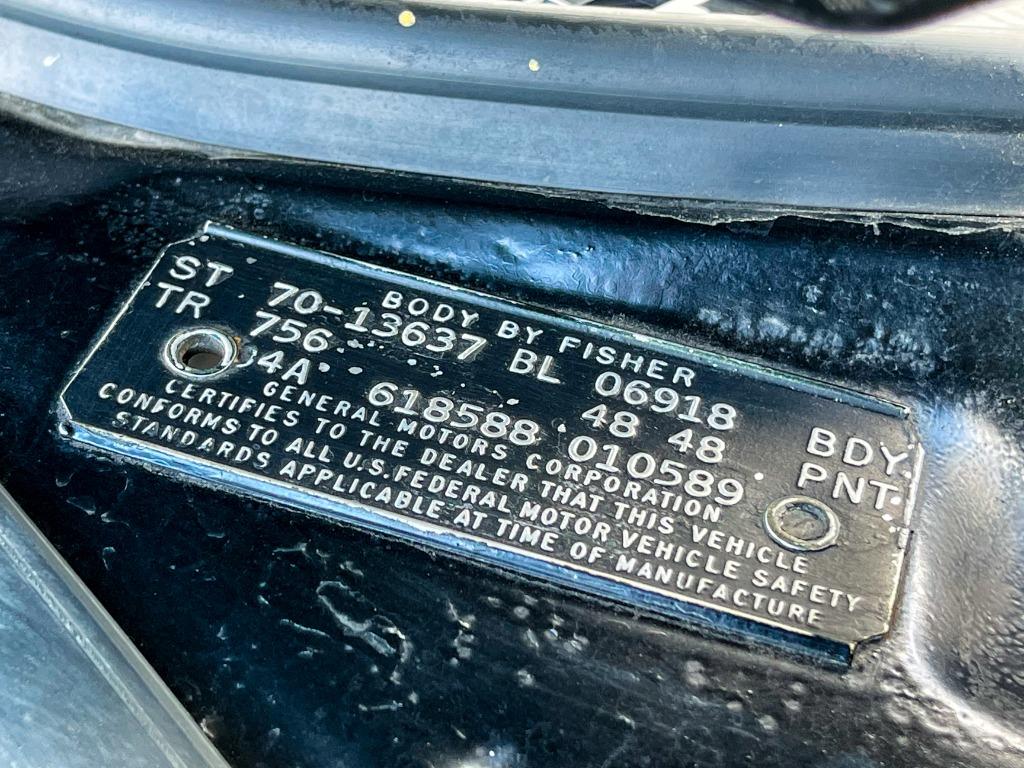 BODY BY FISHER
ST 70-13637 BL 06918 BDY.
TR 756 48 48 PNT.
04A 618588 010589
GENERAL MOTORS CORPORATION
CERTIFIES TO THE DEALER THAT THIS VEHICLE
CONFORMS TO ALL U.S. FEDERAL MOTOR VEHICLE SAFETY
STANDARDS APPLICABLE AT TIME OF MANUFACTURE